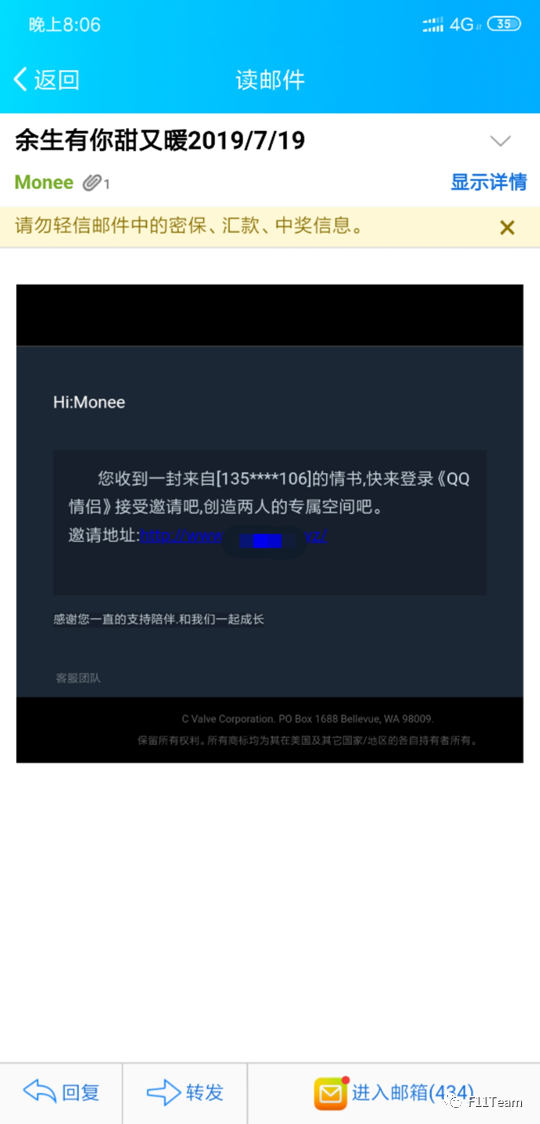 晚上8:06
4G
35
返回
读邮件
余生有你甜又暖2019/7/19
Monee
1
显示详情
请勿轻信邮件中的密保、汇款、中奖信息。
Hi:Monee
您收到一封来自[135****106]的情书,快来登录《QQ
情侣》接受邀请吧,创造两人的专属空间吧。
邀请地址:http://www yz/
感谢您一直的支持陪伴.和我们一起成长
客服团队
C Valve Corporation. PO Box 1688 Bellevue, WA 98009.
保留所有权利。所有商标均为其在美国及其它国家/地区的各自持有者所有。
回复
转发
进入邮箱(434)
F11Team